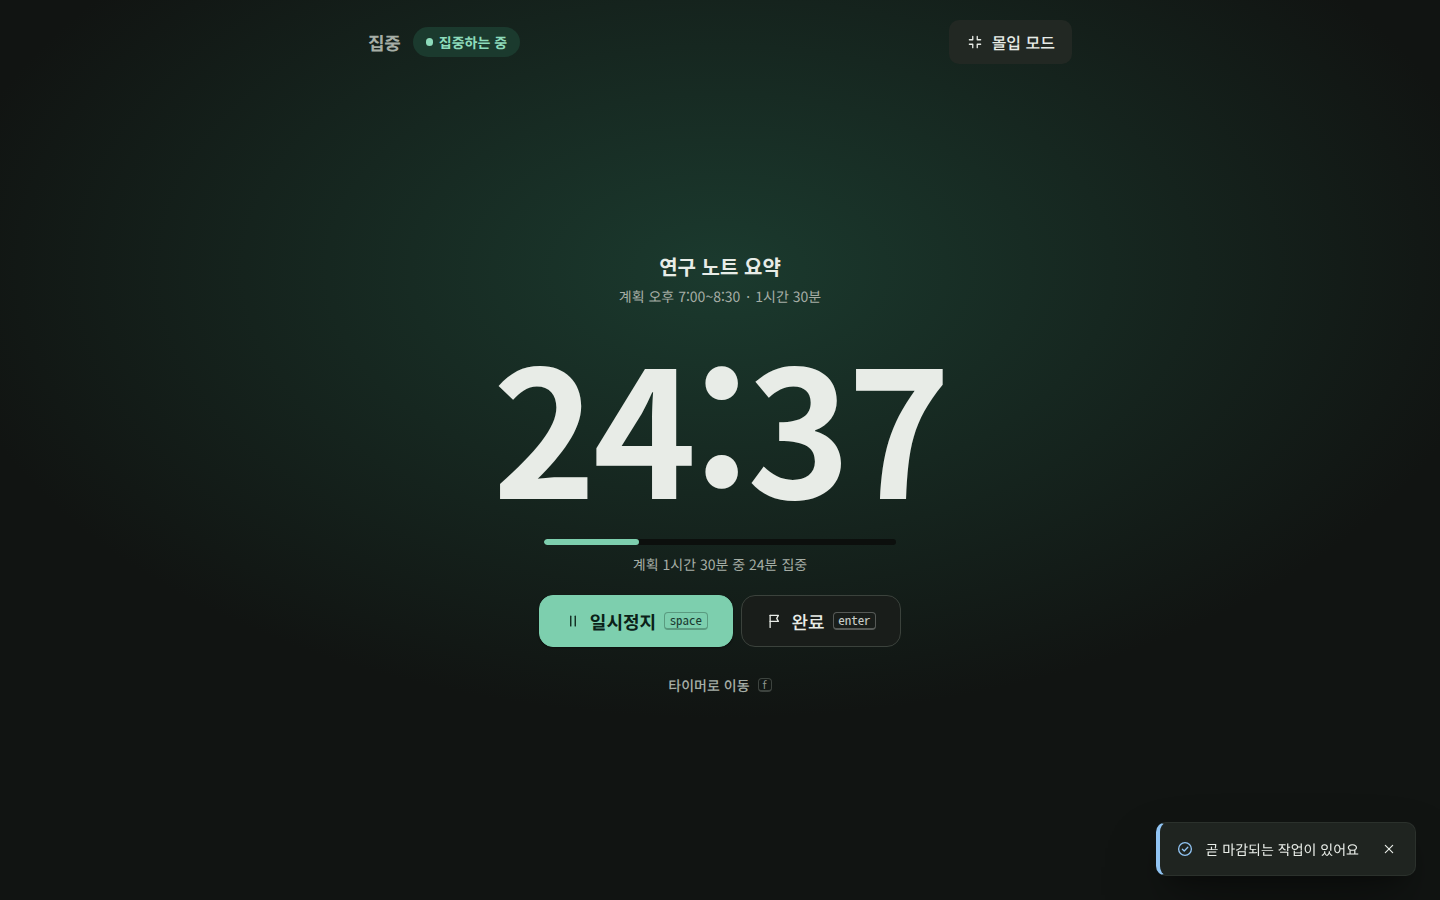 집중
집중하는 중
몰입 모드
연구 노트 요약
계획 오후 7:00~8:30 · 1시간 30분
24:37
계획 1시간 30분 중 24분 집중
일시정지 space
완료 enter
타이머로 이동 f
곧 마감되는 작업이 있어요